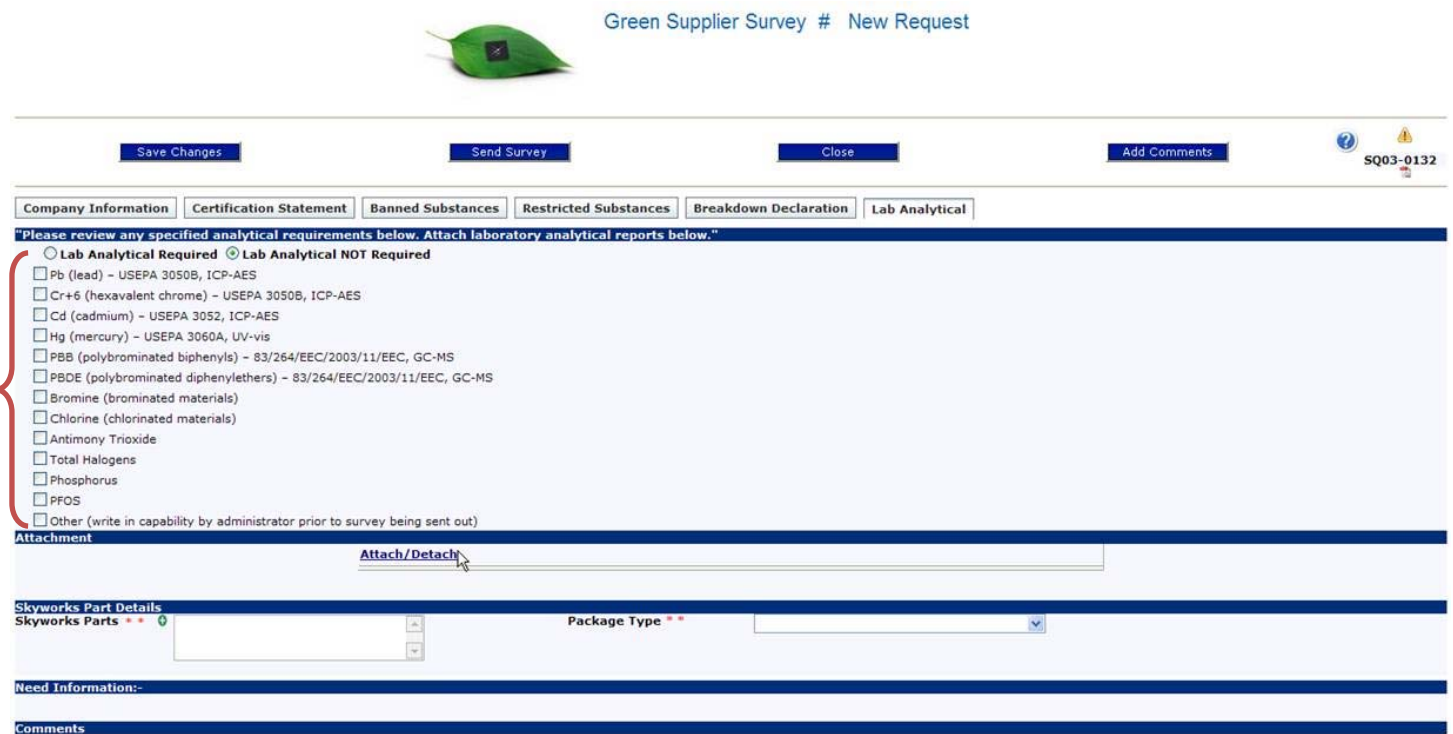 Green Supplier Survey # New Request
Save Changes Send Survey Close Add Comments
SQ03-0132
Company Information Certification Statement Banned Substances Restricted Substances Breakdown Declaration Lab Analytical
"Please review any specified analytical requirements below. Attach laboratory analytical reports below."
Lab Analytical Required Lab Analytical NOT Required
Pb (lead) – USEPA 3050B, ICP-AES
Cr+6 (hexavalent chrome) – USEPA 3050B, ICP-AES
Cd (cadmium) – USEPA 3052, ICP-AES
Hg (mercury) – USEPA 3060A, UV-vis
PBB (polybrominated biphenyls) – 83/264/EEC/2003/11/EEC, GC-MS
PBDE (polybrominated diphenylethers) – 83/264/EEC/2003/11/EEC, GC-MS
Bromine (brominated materials)
Chlorine (chlorinated materials)
Antimony Trioxide
Total Halogens
Phosphorus
PFOS
Other (write in capability by administrator prior to survey being sent out)
Attachment
Attach/Detach
Skyworks Part Details
Skyworks Parts * * Package Type * *
Need Information:-
Comments